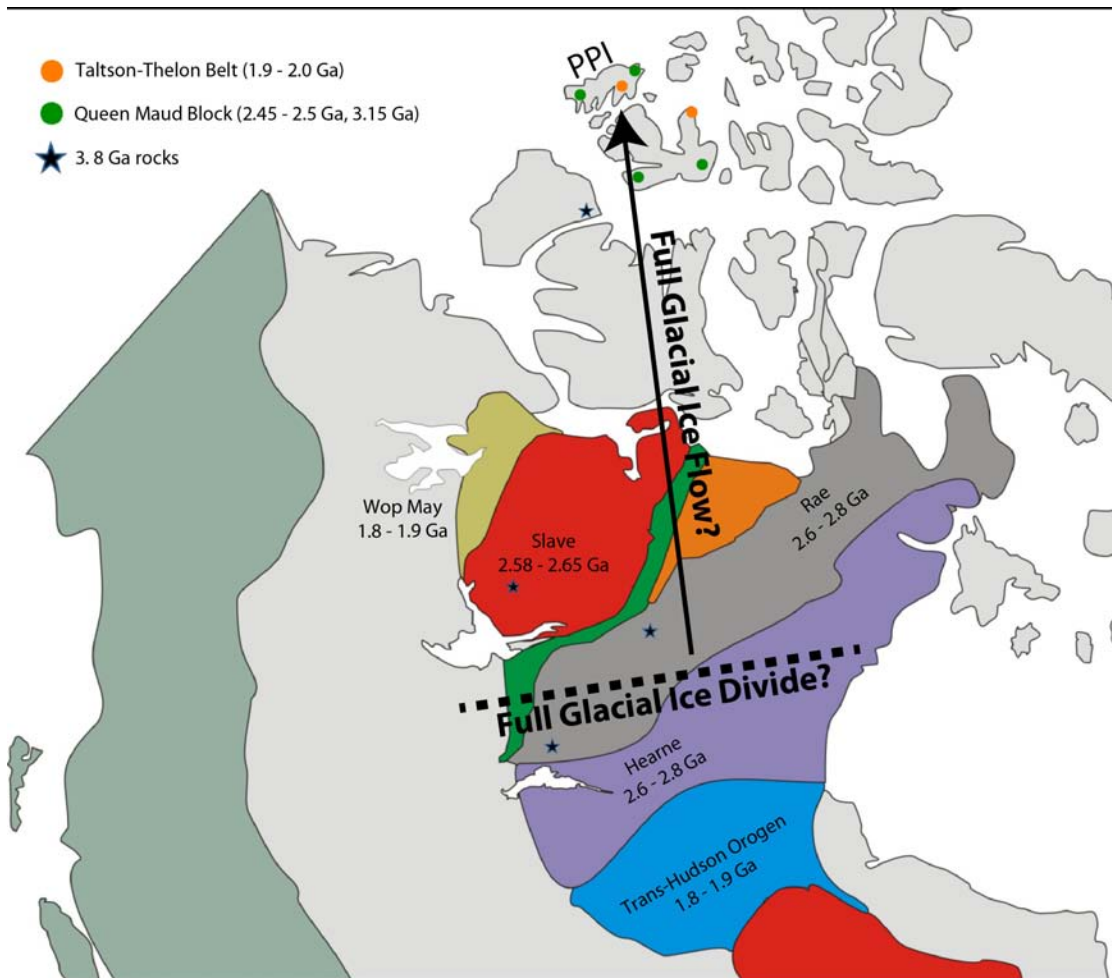 PPI
Taltson-Thelon Belt (1.9 - 2.0 Ga)
Queen Maud Block (2.45 - 2.5 Ga, 3.15 Ga)
3. 8 Ga rocks
Full Glacial Ice Flow?
Wop May
1.8 - 1.9 Ga
Slave
2.58 - 2.65 Ga
Rae
2.6 - 2.8 Ga
Full Glacial Ice Divide?
Hearne
2.6 - 2.8 Ga
Trans-Hudson Orogen
1.8 - 1.9 Ga